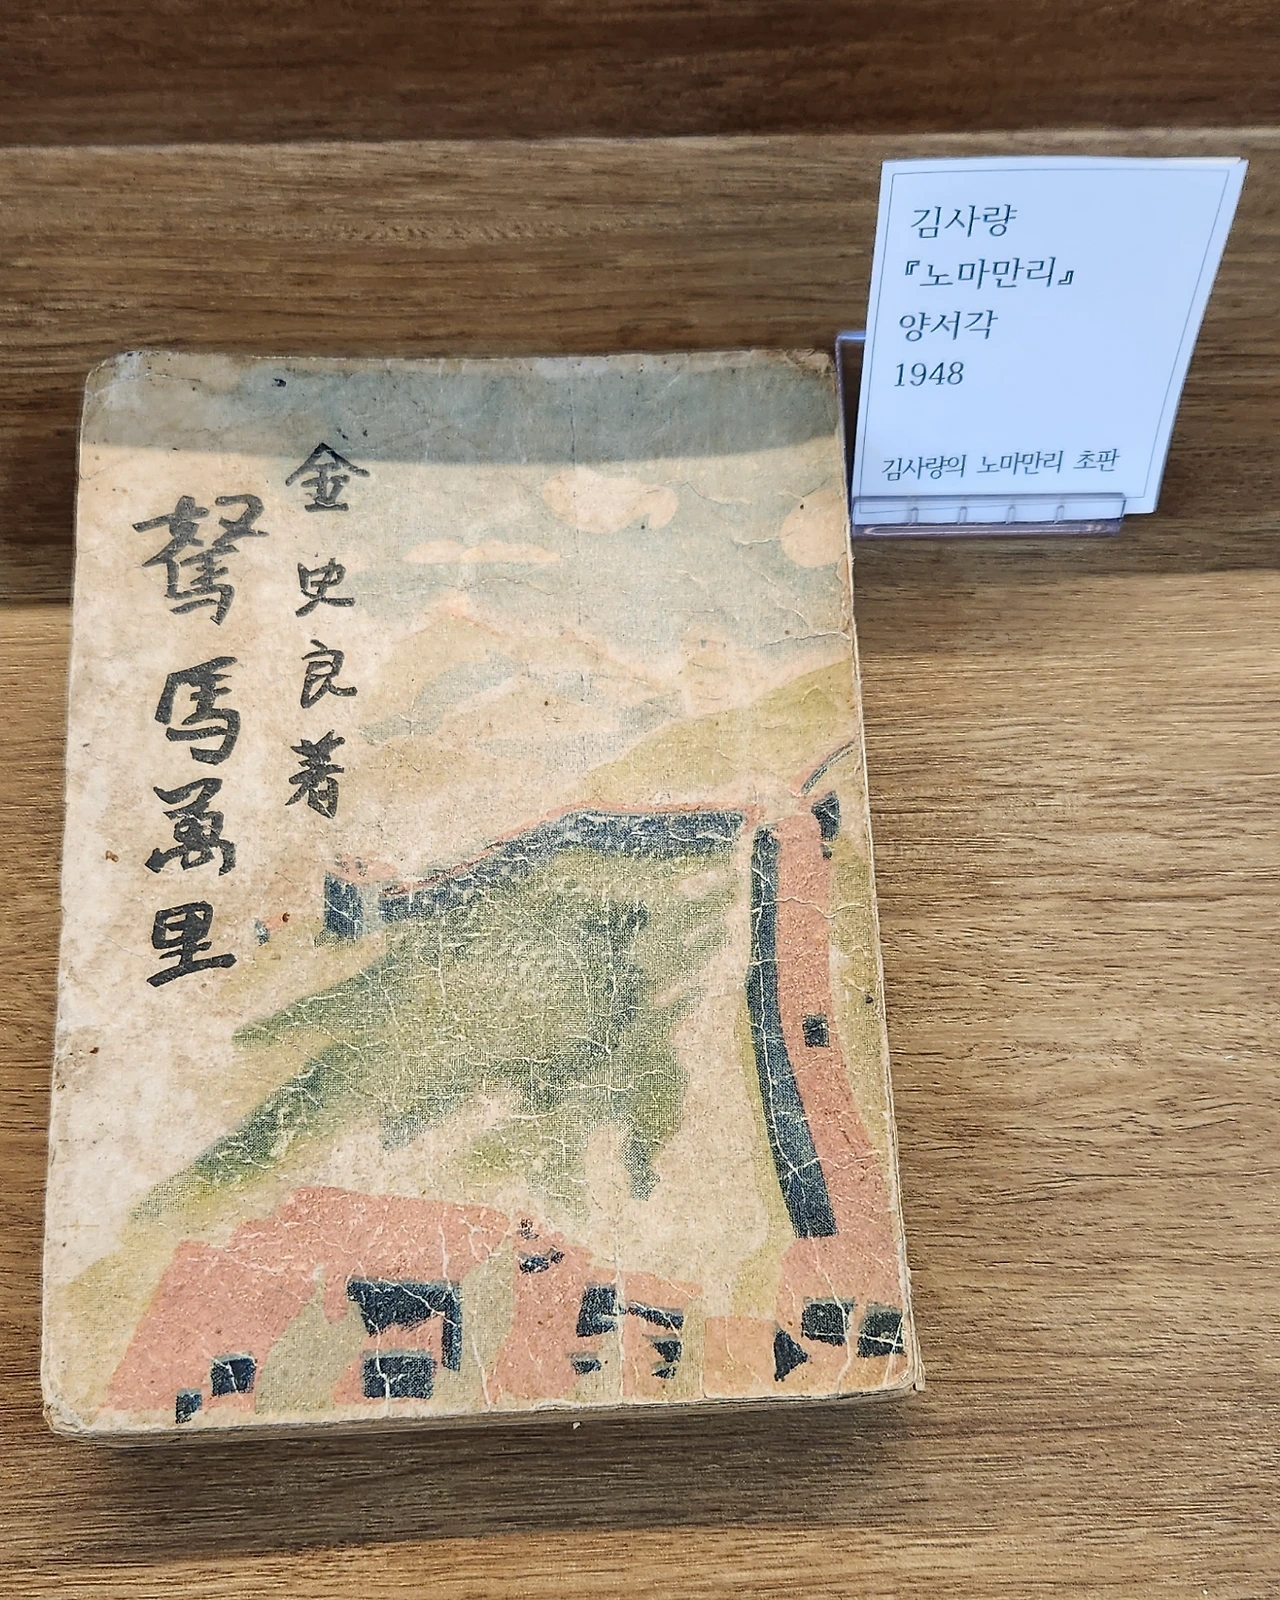 金史良著
駑馬萬里
김사량
『노마만리』
양서각
1948
김사량의 노마만리 초판